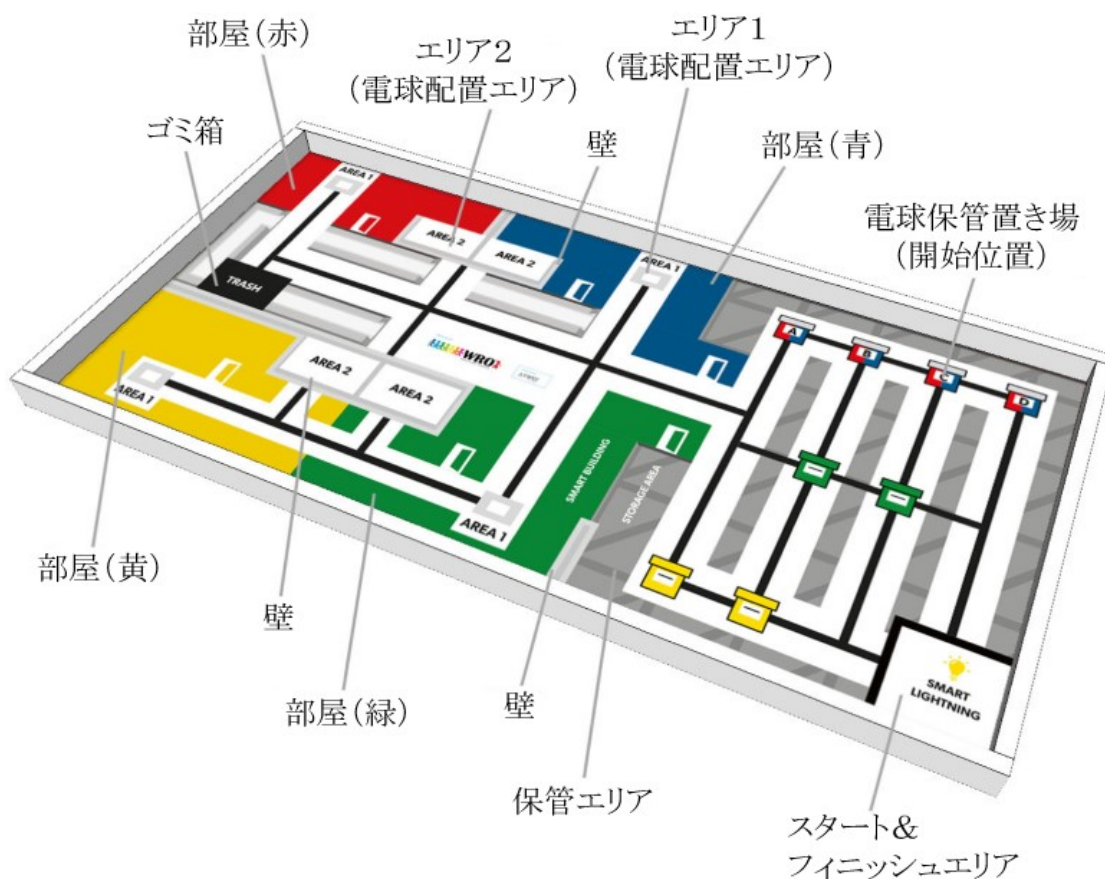 部屋(赤)
エリア2
(電球配置エリア)
エリア1
(電球配置エリア)
ゴミ箱
壁
部屋(青)
電球保管置き場
(開始位置)
AREA 1
AREA 2
AREA 2
AREA 1
TRASH
WRO
A
B
C
D
AREA 2
AREA 2
AREA 1
SMART BUILDING
STORAGE AREA
AREA 1
SMART
LIGHTNING
部屋(黄)
壁
部屋(緑)
壁
保管エリア
スタート&
フィニッシュエリア